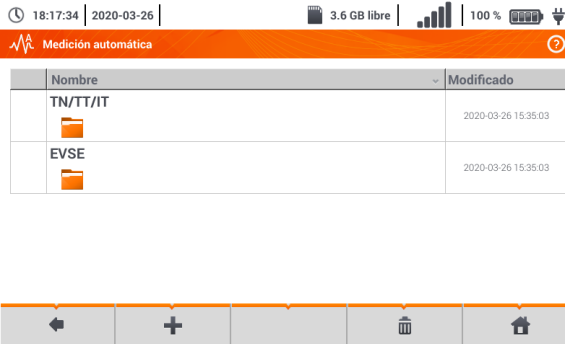 18:17:34 2020-03-26 3.6 GB libre 100 %
Medición automática ?
Nombre Modificado
TN/TT/IT
2020-03-26 15:35:03
EVSE
2020-03-26 15:35:03